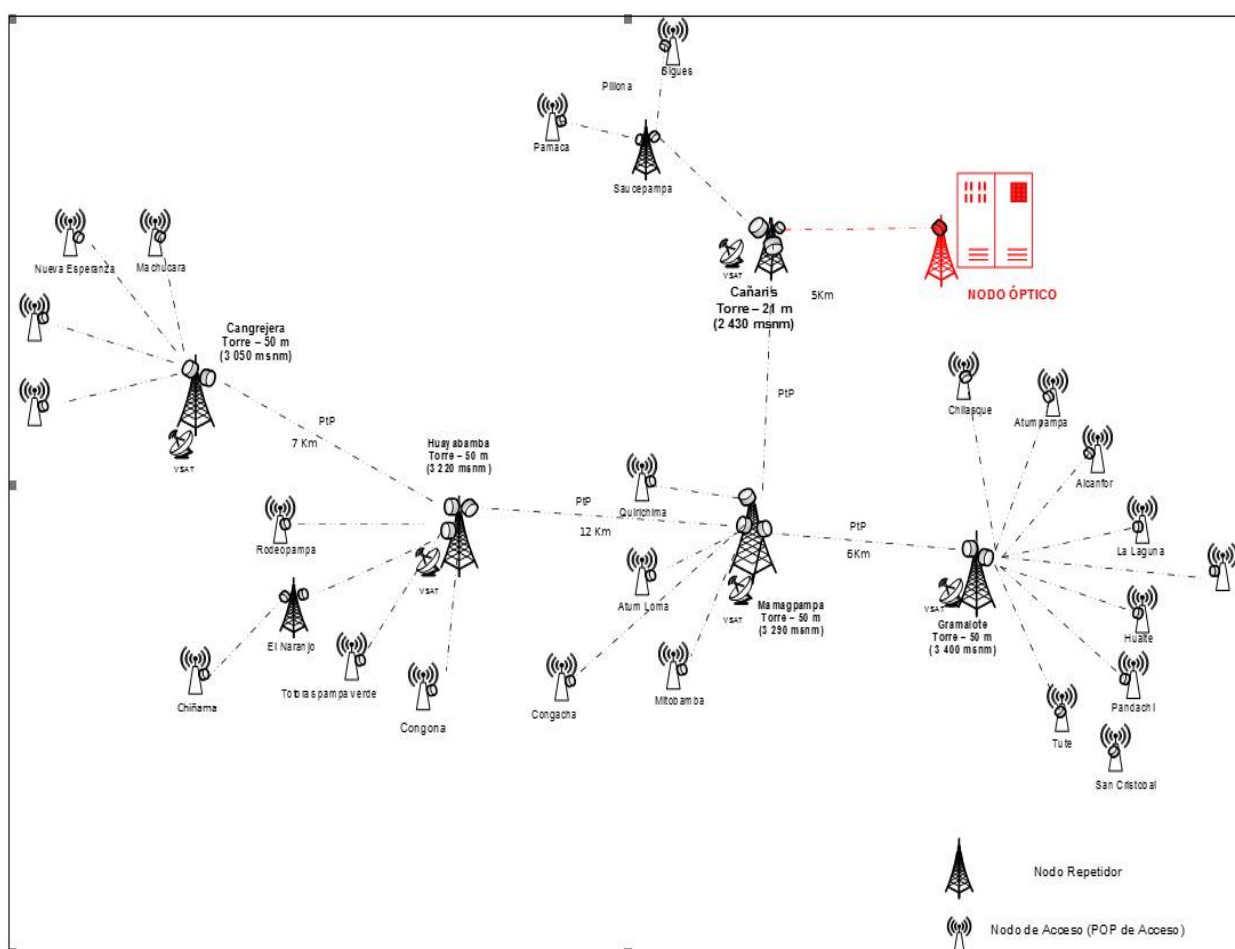 Sigues
Pillona
Pamaca
Saucepampa
VSAT
Cañaris
Torre – 21 m
(2 430 msnm)
5Km
NODO ÓPTICO
Nueva Esperanza
Machucara
Cangrejera
Torre – 50 m
(3 050 msnm)
VSAT
PtP
7 Km
PtP
Chilasque
Atumpampa
Alcanfor
La Laguna
Hualte
Pandachi
Tute
San Cristobal
Huayabamba
Torre – 50 m
(3 220 msnm)
VSAT
Rodeopampa
El Naranjo
Chiñama
Totoras pampa verde
Congona
PtP
12 Km
Quirichima
Atum Loma
Congacha
Mitobamba
VSAT
Mamagpampa
Torre – 50 m
(3 290 msnm)
PtP
6Km
VSAT
Gramalote
Torre – 50 m
(3 400 msnm)
Nodo Repetidor
Nodo de Acceso (POP de Acceso)